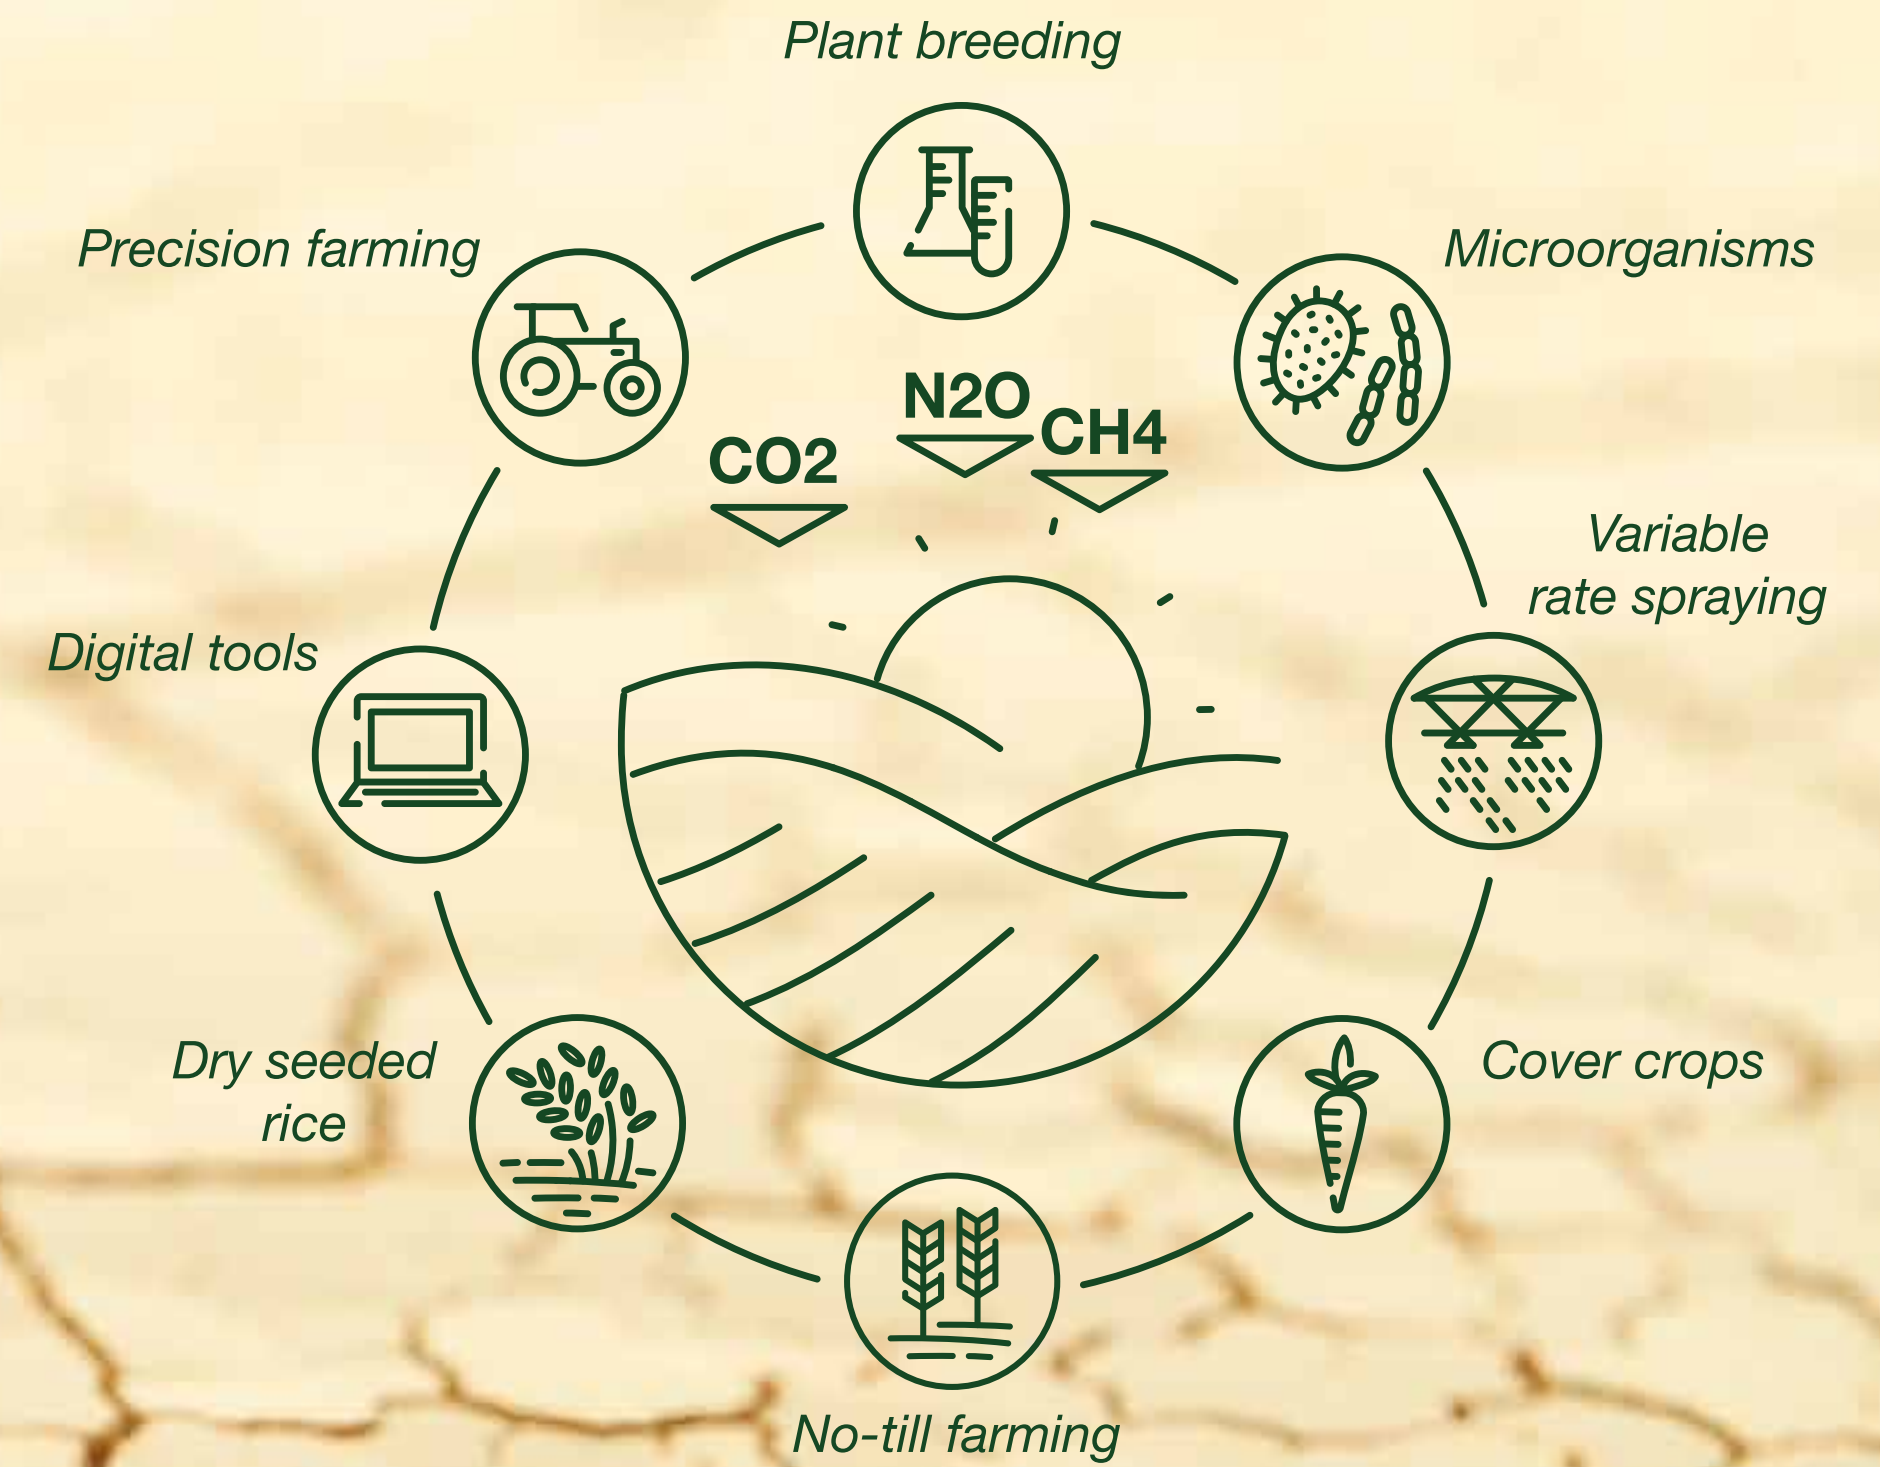 Plant breeding
Precision farming
Microorganisms
N2O
CH4
CO2
Variable
rate spraying
Digital tools
Dry seeded
rice
Cover crops
No-till farming